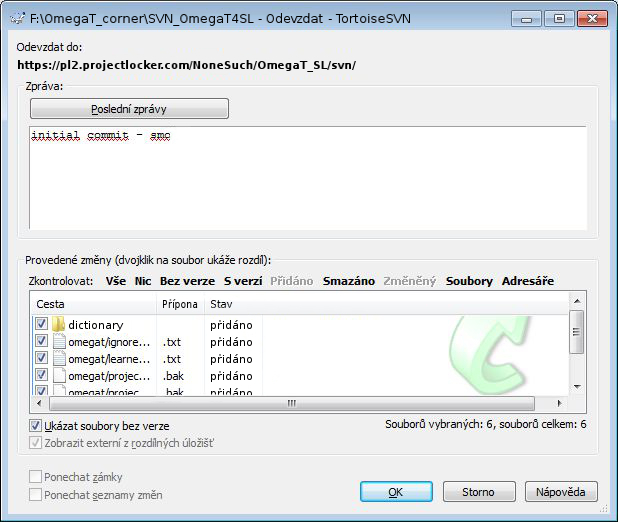 F:\OmegaT_corner\SVN_OmegaT4SL - Odevzdat - TortoiseSVN
Odevzdat do:
https://pl2.projectlocker.com/NoneSuch/OmegaT_SL/svn/
Zpráva:
Poslední zprávy
initial commit - smc
Provedené změny (dvojklik na soubor ukáže rozdíl):
Zkontrolovat: Vše Nic Bez verze S verzí Přidáno Smazáno Změněný Soubory Adresáře
Cesta Přípona Stav
dictionary přidáno
omegat/ignore... .txt přidáno
omegat/learne... .txt přidáno
omegat/projec... .bak přidáno
omegat/projec... .bak přidáno
Ukázat soubory bez verze
Souborů vybraných: 6, souborů celkem: 6
Zobrazit externí z rozdílných úložišť
Ponechat zámky
Ponechat seznamy změn
OK Storno Nápověda